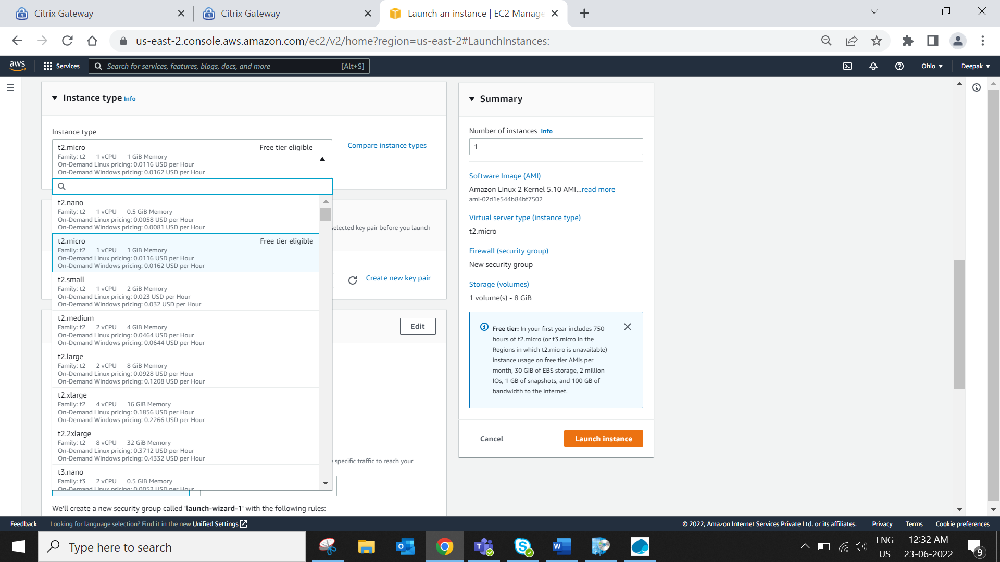 Citrix Gateway
Citrix Gateway
Launch an instance | EC2 Manage
us-east-2.console.aws.amazon.com/ec2/v2/home?region=us-east-2#LaunchInstances:
aws
Services
Search for services, features, blogs, docs, and more [Alt+S]
Ohio
Deepak
Instance type Info
Instance type
t2.micro Free tier eligible
Family: t2 1 vCPU 1 GiB Memory
On-Demand Linux pricing: 0.0116 USD per Hour
On-Demand Windows pricing: 0.0162 USD per Hour
Compare instance types
t2.nano
Family: t2 1 vCPU 0.5 GiB Memory
On-Demand Linux pricing: 0.0058 USD per Hour
On-Demand Windows pricing: 0.0081 USD per Hour
t2.micro Free tier eligible
Family: t2 1 vCPU 1 GiB Memory
On-Demand Linux pricing: 0.0116 USD per Hour
On-Demand Windows pricing: 0.0162 USD per Hour
t2.small
Family: t2 1 vCPU 2 GiB Memory
On-Demand Linux pricing: 0.023 USD per Hour
On-Demand Windows pricing: 0.032 USD per Hour
t2.medium
Family: t2 2 vCPU 4 GiB Memory
On-Demand Linux pricing: 0.0464 USD per Hour
On-Demand Windows pricing: 0.0644 USD per Hour
t2.large
Family: t2 2 vCPU 8 GiB Memory
On-Demand Linux pricing: 0.0928 USD per Hour
On-Demand Windows pricing: 0.1208 USD per Hour
t2.xlarge
Family: t2 4 vCPU 16 GiB Memory
On-Demand Linux pricing: 0.1856 USD per Hour
On-Demand Windows pricing: 0.2266 USD per Hour
t2.2xlarge
Family: t2 8 vCPU 32 GiB Memory
On-Demand Linux pricing: 0.3712 USD per Hour
On-Demand Windows pricing: 0.4332 USD per Hour
t3.nano
Family: t3 2 vCPU 0.5 GiB Memory
On-Demand Linux pricing: 0.0052 USD per Hour
selected key pair before you launch
Create new key pair
Edit
specific traffic to reach your
We'll create a new security group called 'launch-wizard-1' with the following rules:
Summary
Number of instances Info
1
Software Image (AMI)
Amazon Linux 2 Kernel 5.10 AMI...read more
ami-02d1e544b84bf7502
Virtual server type (instance type)
t2.micro
Firewall (security group)
New security group
Storage (volumes)
1 volume(s) - 8 GiB
Free tier: In your first year includes 750
hours of t2.micro (or t3.micro in the
Regions in which t2.micro is unavailable)
instance usage on free tier AMIs per
month, 30 GiB of EBS storage, 2 million
IOs, 1 GB of snapshots, and 100 GB of
bandwidth to the internet.
Cancel
Launch instance
Feedback
Looking for language selection? Find it in the new Unified Settings
© 2022, Amazon Internet Services Private Ltd. or its affiliates.
Privacy
Terms
Cookie preferences
Type here to search
ENG
US
12:32 AM
23-06-2022
9